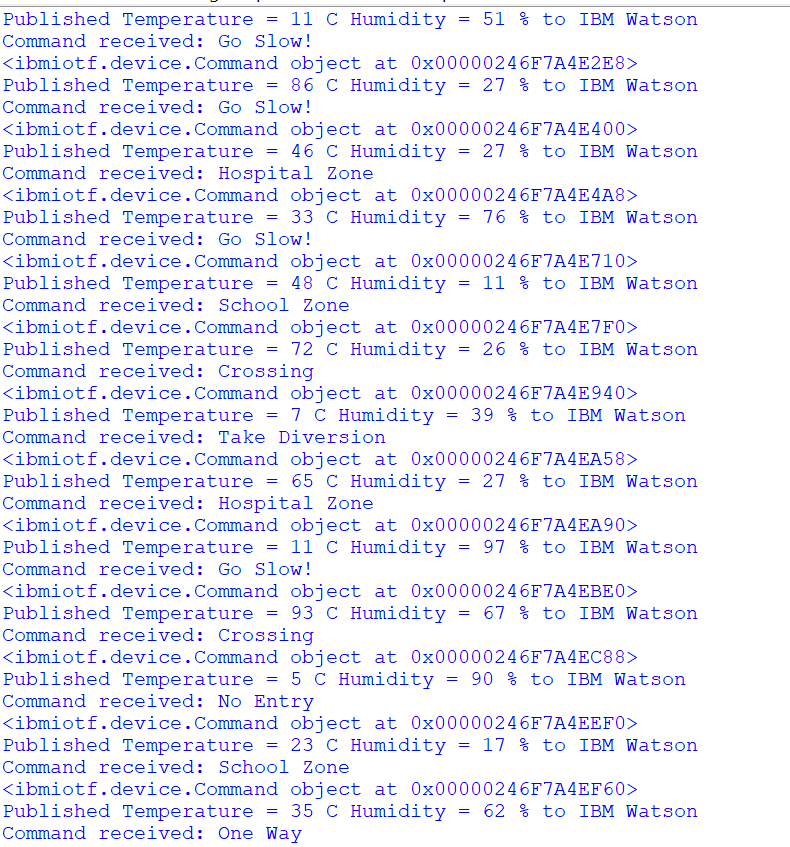 Published Temperature = 11 C Humidity = 51 % to IBM Watson
Command received: Go Slow!
<ibmiotf.device.Command object at 0x00000246F7A4E2E8>
Published Temperature = 86 C Humidity = 27 % to IBM Watson
Command received: Go Slow!
<ibmiotf.device.Command object at 0x00000246F7A4E400>
Published Temperature = 46 C Humidity = 27 % to IBM Watson
Command received: Hospital Zone
<ibmiotf.device.Command object at 0x00000246F7A4E4A8>
Published Temperature = 33 C Humidity = 76 % to IBM Watson
Command received: Go Slow!
<ibmiotf.device.Command object at 0x00000246F7A4E710>
Published Temperature = 48 C Humidity = 11 % to IBM Watson
Command received: School Zone
<ibmiotf.device.Command object at 0x00000246F7A4E7F0>
Published Temperature = 72 C Humidity = 26 % to IBM Watson
Command received: Crossing
<ibmiotf.device.Command object at 0x00000246F7A4E940>
Published Temperature = 7 C Humidity = 39 % to IBM Watson
Command received: Take Diversion
<ibmiotf.device.Command object at 0x00000246F7A4EA58>
Published Temperature = 65 C Humidity = 27 % to IBM Watson
Command received: Hospital Zone
<ibmiotf.device.Command object at 0x00000246F7A4EA90>
Published Temperature = 11 C Humidity = 97 % to IBM Watson
Command received: Go Slow!
<ibmiotf.device.Command object at 0x00000246F7A4EBE0>
Published Temperature = 93 C Humidity = 67 % to IBM Watson
Command received: Crossing
<ibmiotf.device.Command object at 0x00000246F7A4EC88>
Published Temperature = 5 C Humidity = 90 % to IBM Watson
Command received: No Entry
<ibmiotf.device.Command object at 0x00000246F7A4EEF0>
Published Temperature = 23 C Humidity = 17 % to IBM Watson
Command received: School Zone
<ibmiotf.device.Command object at 0x00000246F7A4EF60>
Published Temperature = 35 C Humidity = 62 % to IBM Watson
Command received: One Way